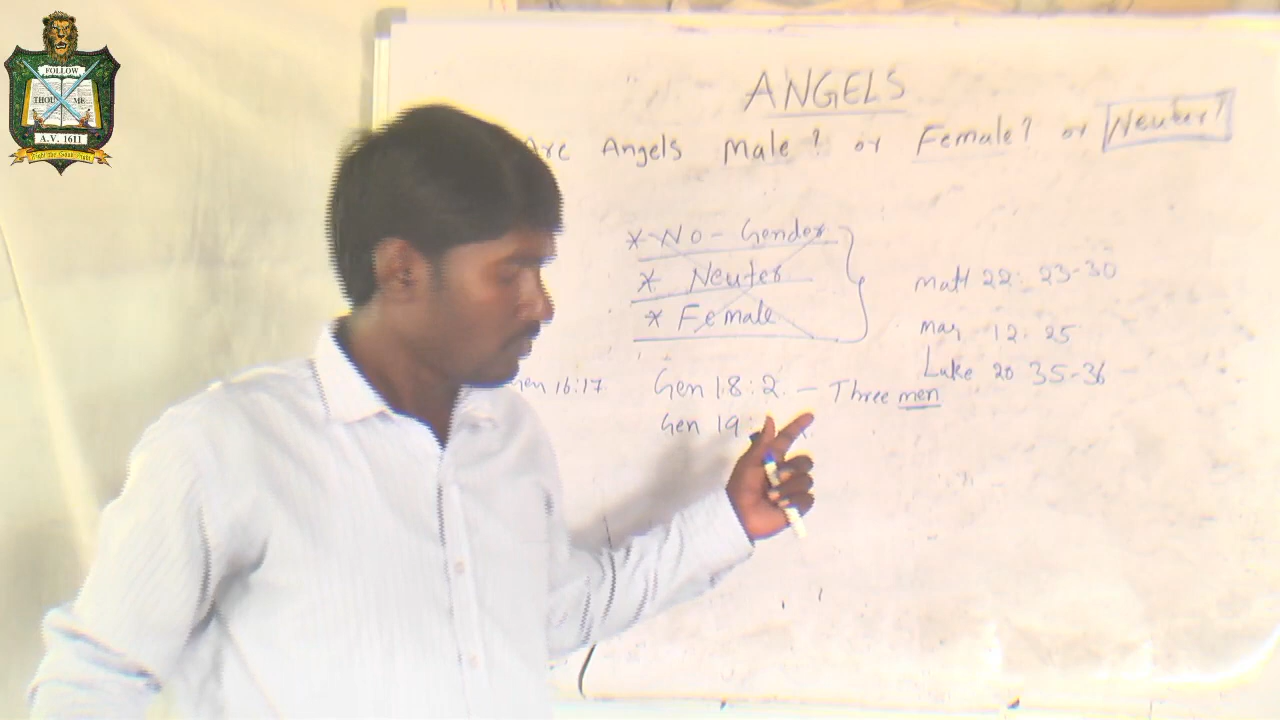 FOLLOW
THOU ME
A.V. 1611
ANGELS
Are Angels Male? or Female? or Neuter?
* No-Gender
* Neuter
* Female
Matt 22: 23-30
Mar 12:25
Luke 20 35-36
Gen 16:17 Gen 18:2 - Three men
Gen 19: